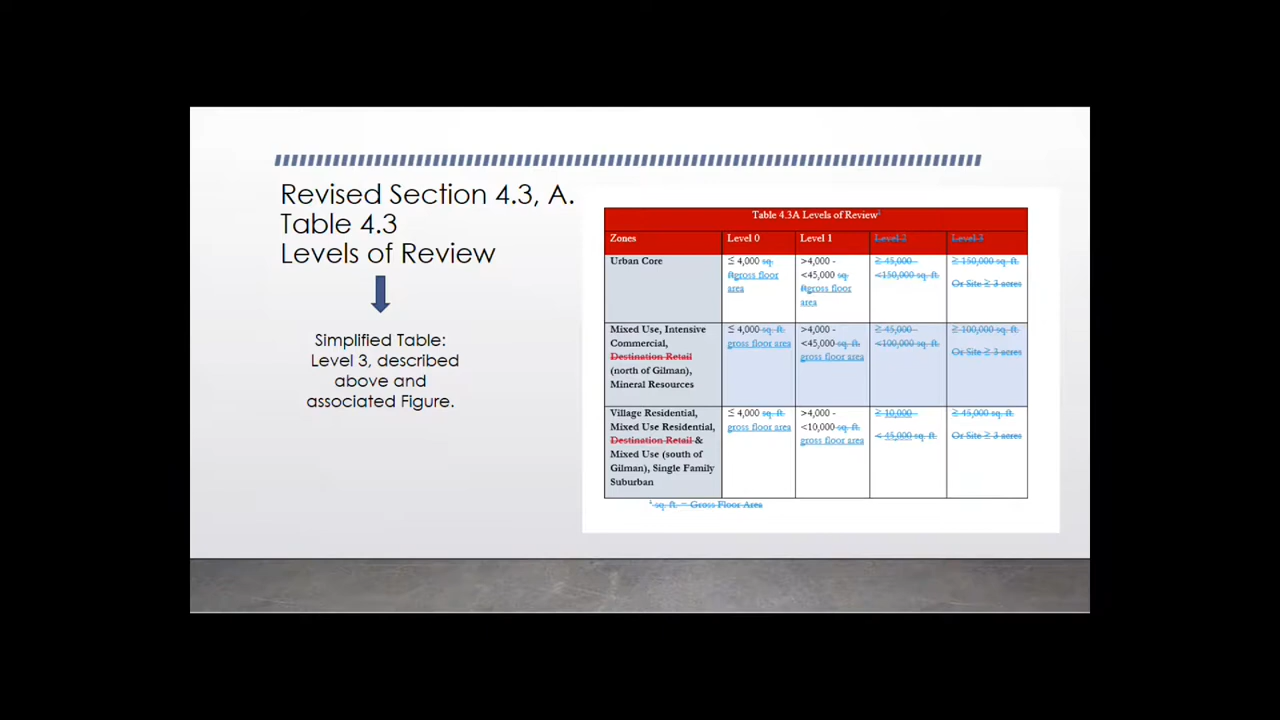 Revised Section 4.3, A.
Table 4.3
Levels of Review
Simplified Table:
Level 3, described
above and
associated Figure.
Table 4.3A Levels of Review¹
Zones Level 0 Level 1 Level 2 Level 3
Urban Core
≤ 4,000 sq.
ftgross floor
area
>4,000 -
<45,000 sq.
ftgross floor
area
≥ 45,000 -
<150,000 sq. ft.
≥ 150,000 sq. ft.
Or Site ≥ 3 acres
Mixed Use, Intensive
Commercial,
Destination Retail
(north of Gilman),
Mineral Resources
≤ 4,000 sq. ft.
gross floor area
>4,000 -
<45,000 sq. ft.
gross floor area
≥ 45,000 -
<100,000 sq. ft.
≥ 100,000 sq. ft.
Or Site ≥ 3 acres
Village Residential,
Mixed Use Residential,
Destination Retail &
Mixed Use (south of
Gilman), Single Family
Suburban
≤ 4,000 sq. ft.
gross floor area
>4,000 -
<10,000 sq. ft.
gross floor area
≥ 10,000 -
< 45,000 sq. ft.
≥ 45,000 sq. ft.
Or Site ≥ 3 acres
¹ sq. ft. = Gross Floor Area